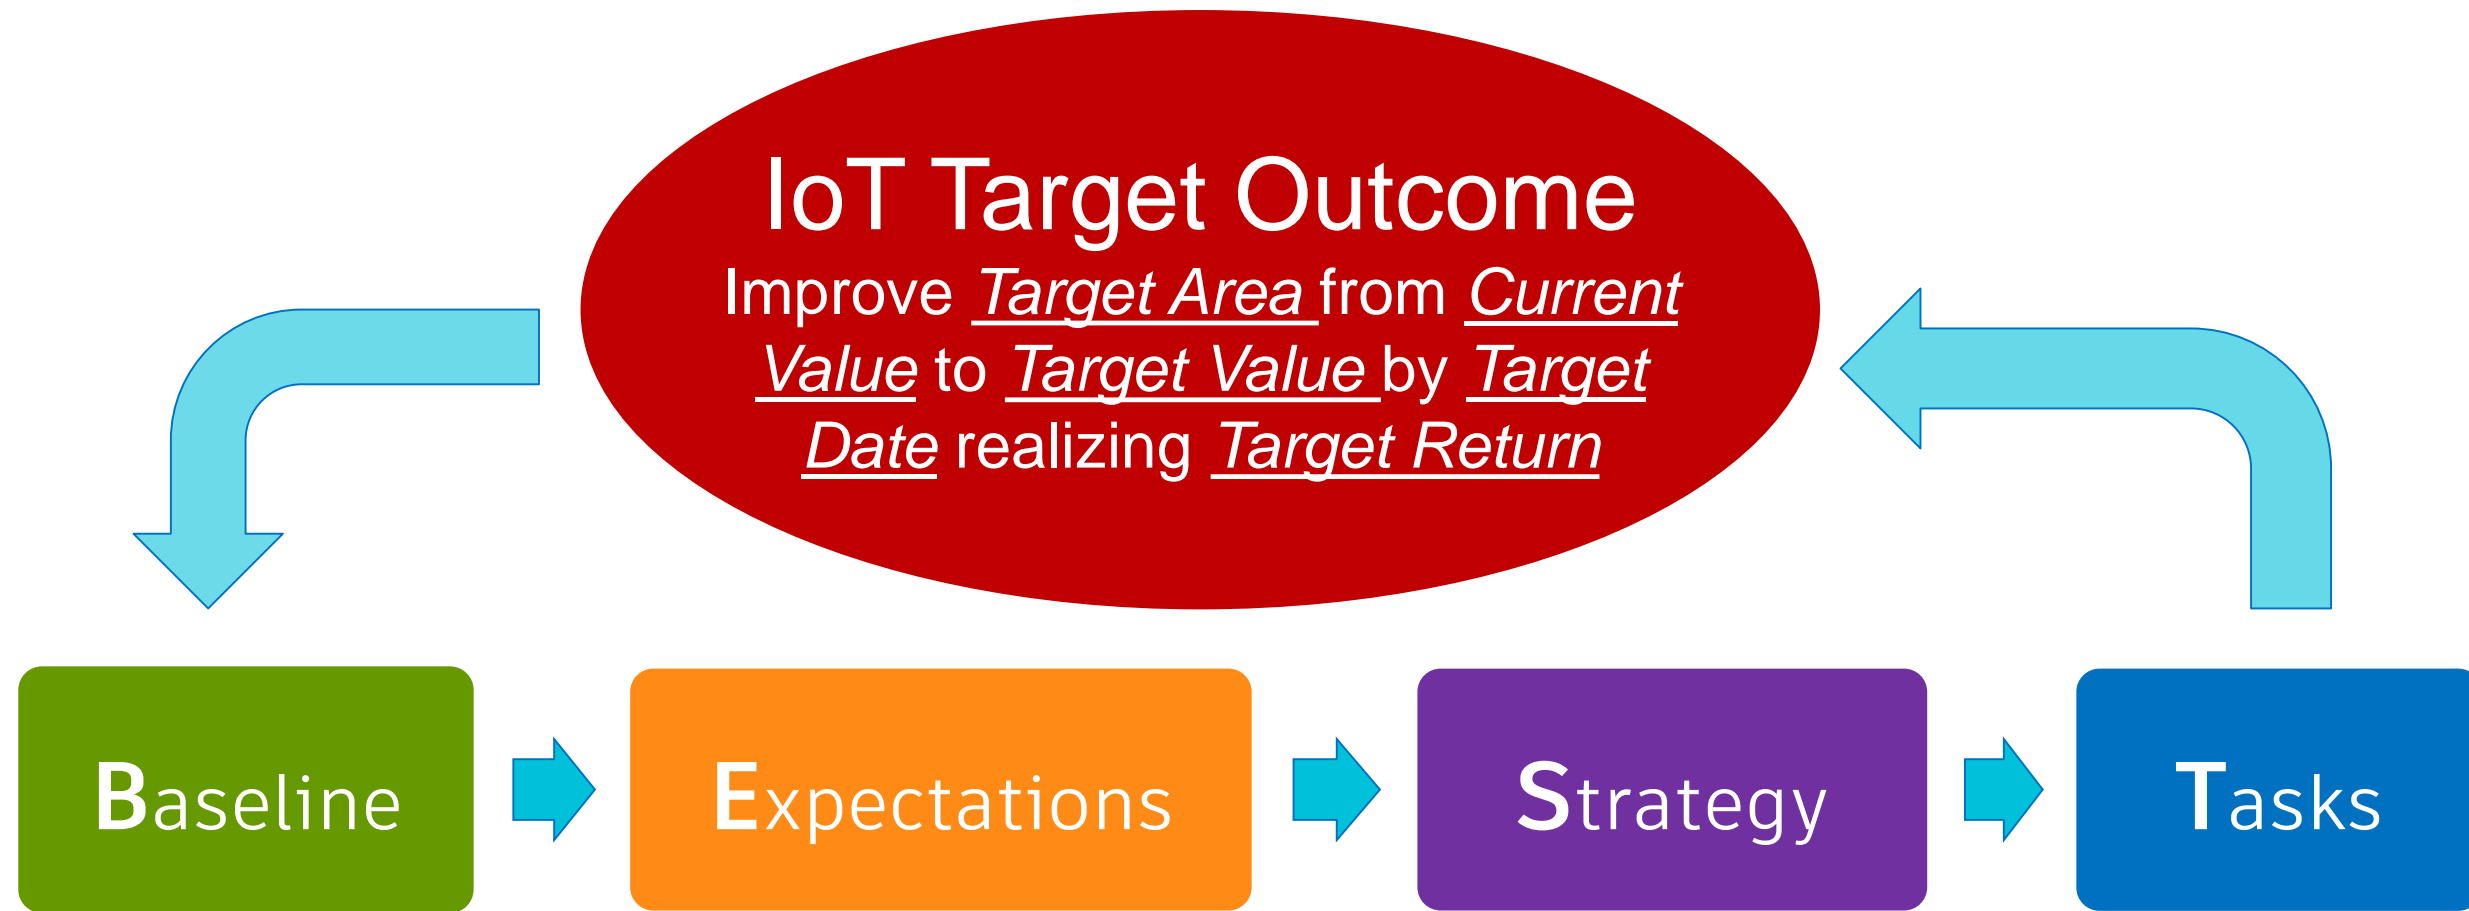 IoT Target Outcome
Improve Target Area from Current
Value to Target Value by Target
Date realizing Target Return
Baseline
Expectations
Strategy
Tasks